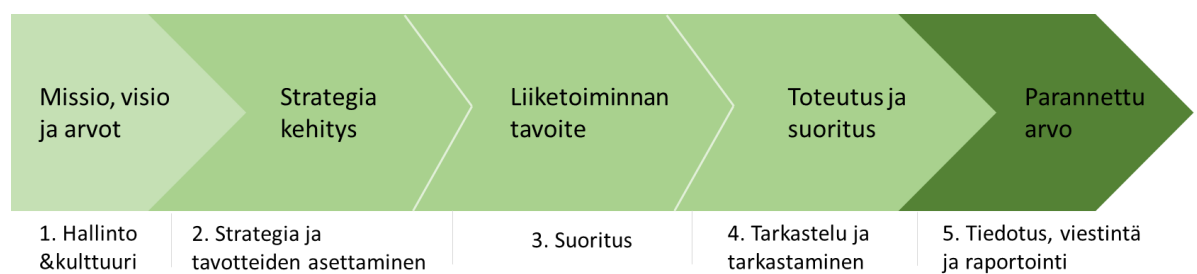 Missio, visio
ja arvot
Strategia
kehitys
Liiketoiminnan
tavoite
Toteutus ja
suoritus
Parannettu
arvo
1. Hallinto
&kulttuuri
2. Strategia ja
tavotteiden asettaminen
3. Suoritus
4. Tarkastelu ja
tarkastaminen
5. Tiedotus, viestintä
ja raportointi